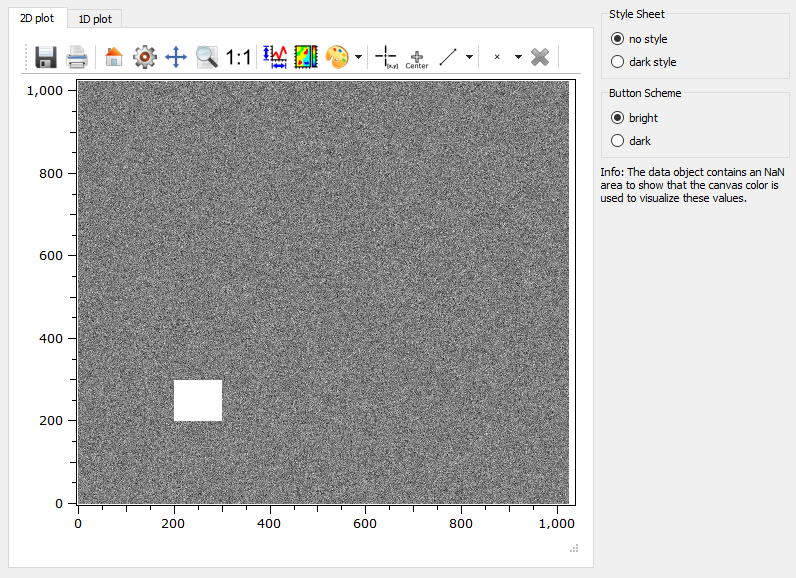 2D plot
1D plot
1:1
(x,y)
Center
1,000
800
600
400
200
0
0
200
400
600
800
1,000
Style Sheet
no style
dark style
Button Scheme
bright
dark
Info: The data object contains an NaN
area to show that the canvas color is
used to visualize these values.